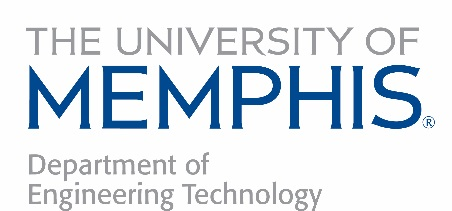 THE UNIVERSITY OF
MEMPHIS®
Department of
Engineering Technology